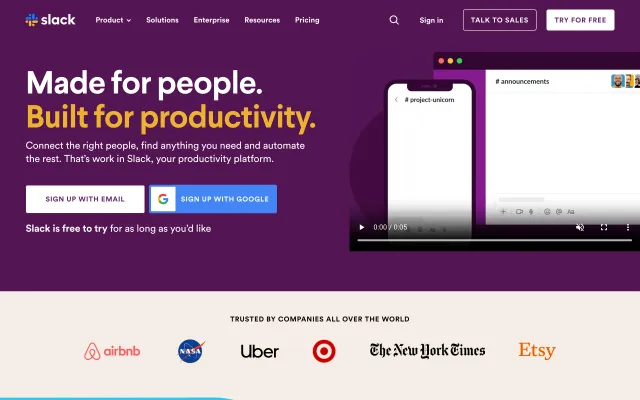 slack
Product
Solutions
Enterprise
Resources
Pricing
Sign in
TALK TO SALES
TRY FOR FREE
Made for people.
Built for productivity.
Connect the right people, find anything you need and automate
the rest. That’s work in Slack, your productivity platform.
SIGN UP WITH EMAIL
G SIGN UP WITH GOOGLE
Slack is free to try for as long as you’d like
# project-unicorn
# announcements
Aa
0:00 / 0:05
TRUSTED BY COMPANIES ALL OVER THE WORLD
airbnb
NASA
Uber
The New York Times
Etsy